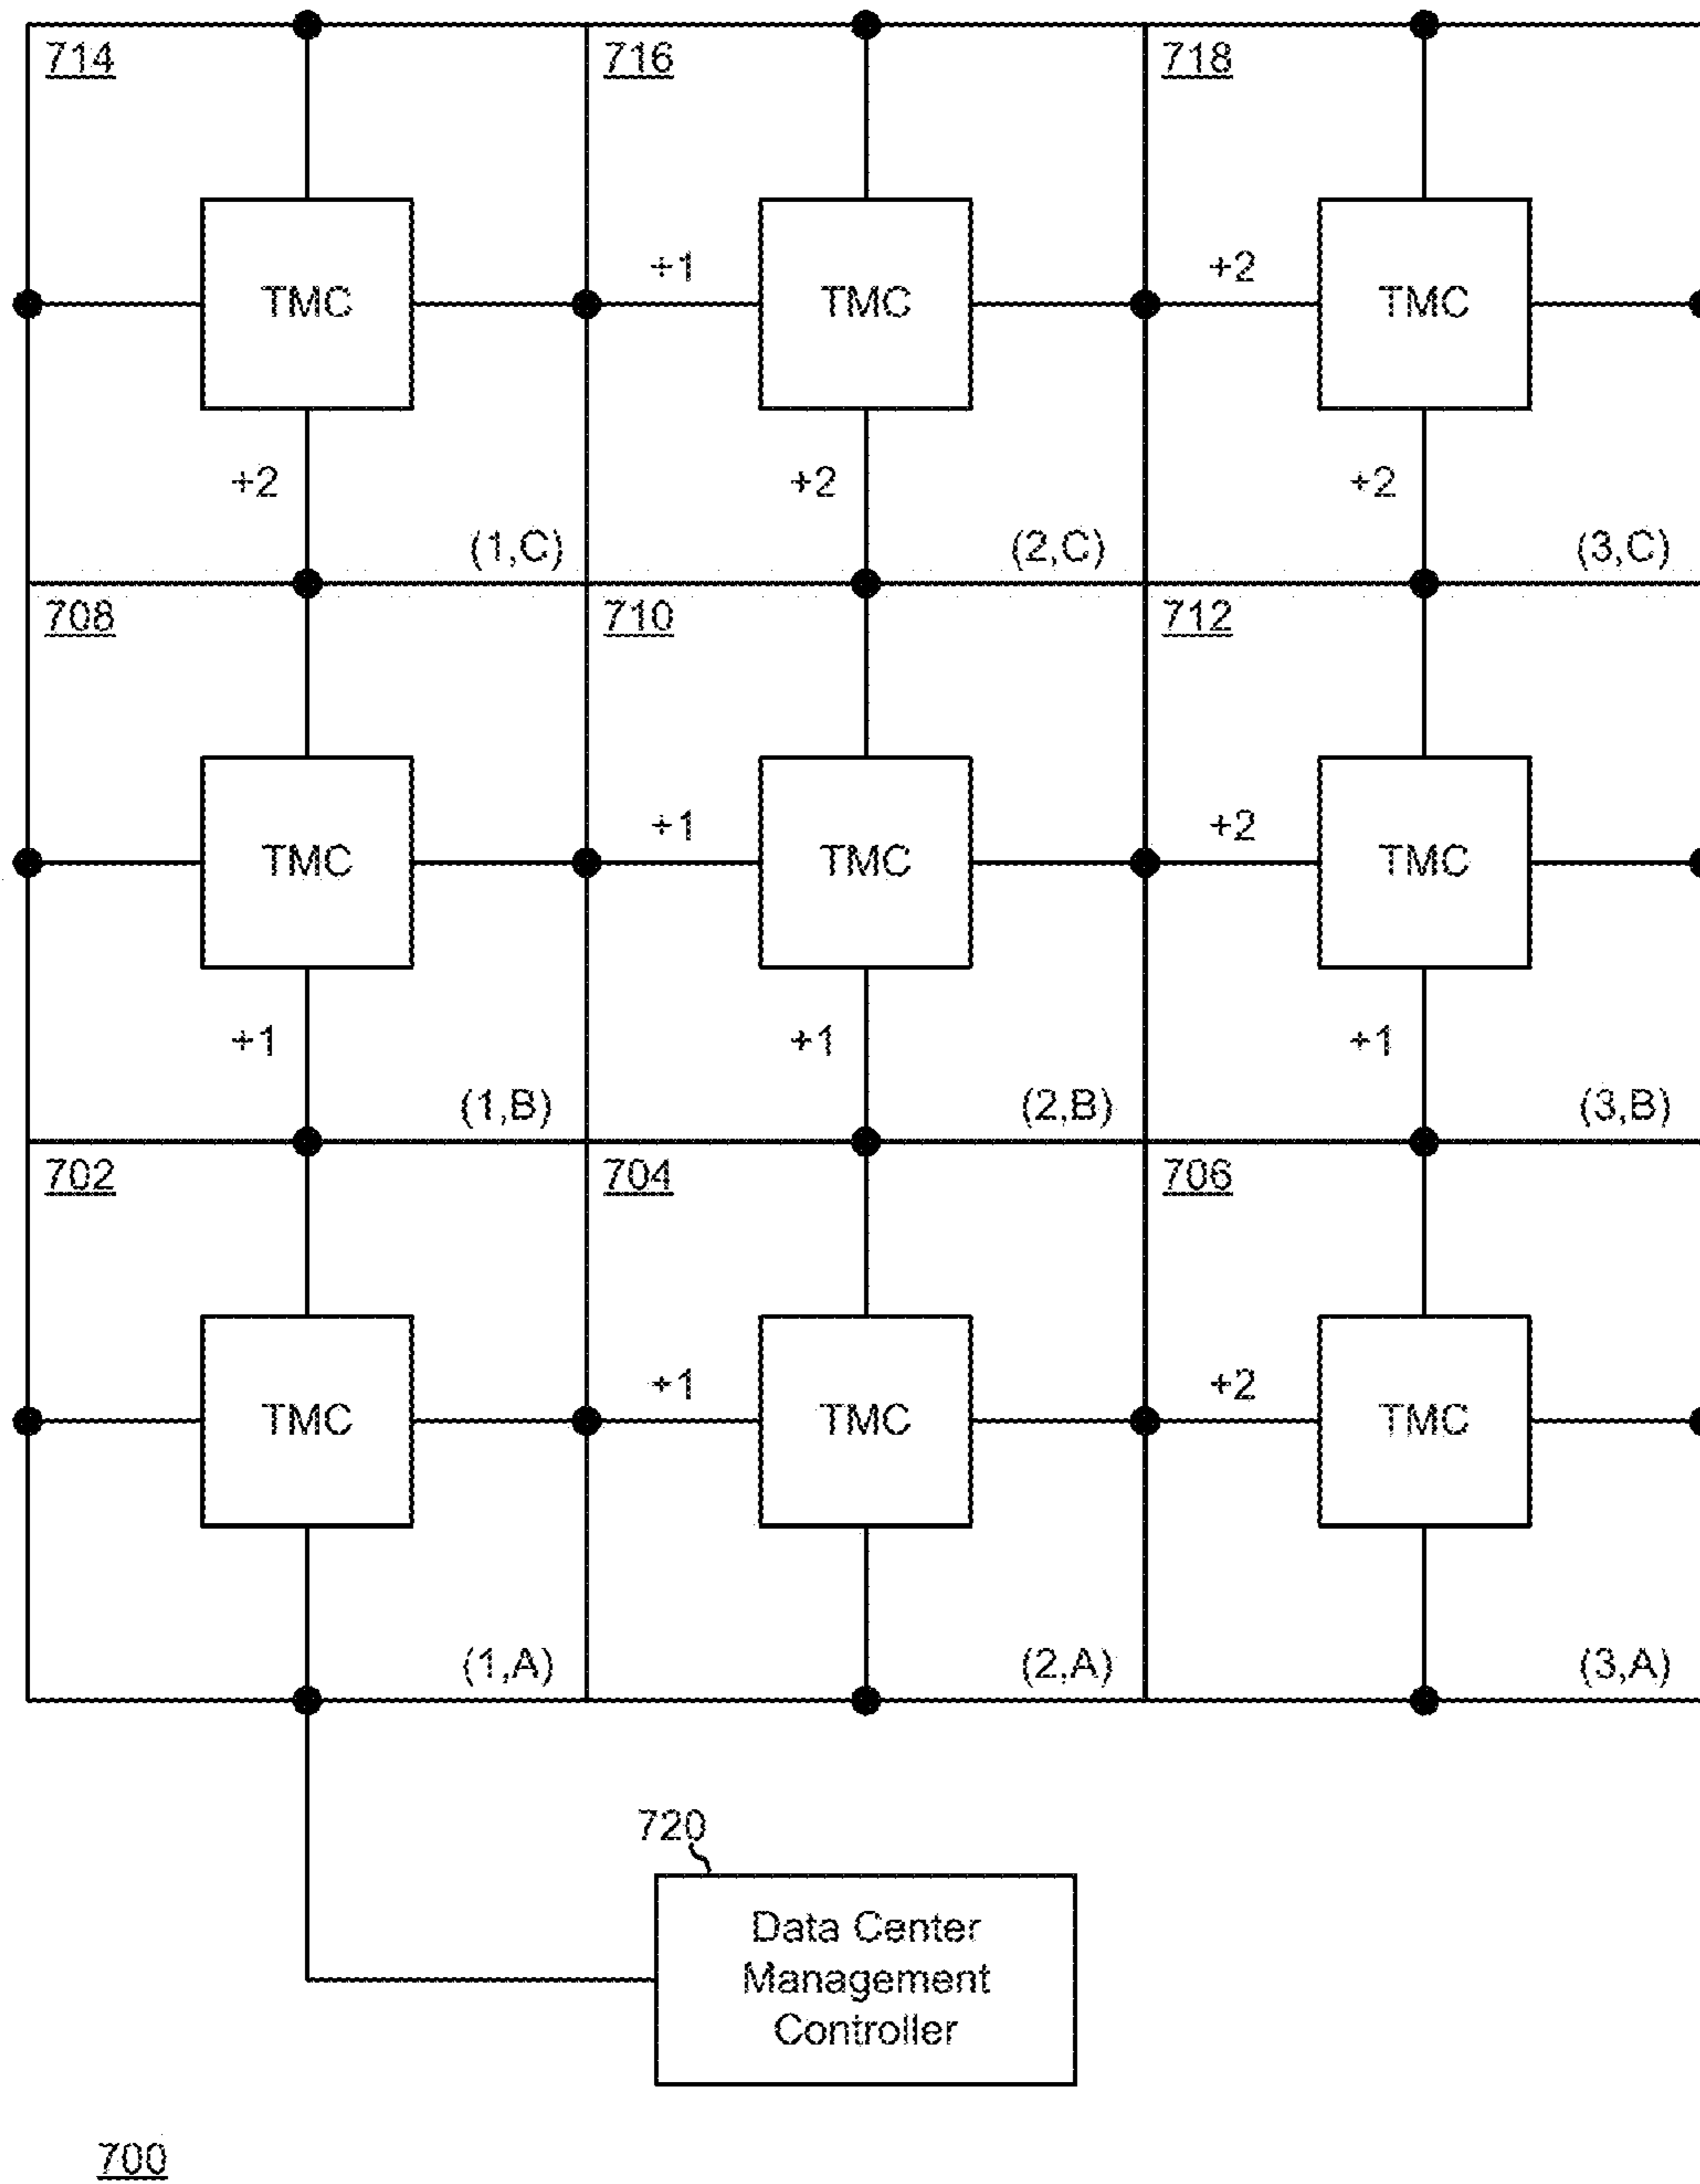 714 716 718
+1 +2
TMC TMC TMC
+2 +2 +2
(1,C) (2,C) (3,C)
708 710 712
+1 +2
TMC TMC TMC
+1 +1 +1
(1,B) (2,B) (3,B)
702 704 706
+1 +2
TMC TMC TMC
(1,A) (2,A) (3,A)
720
Data Center
Management
Controller
700